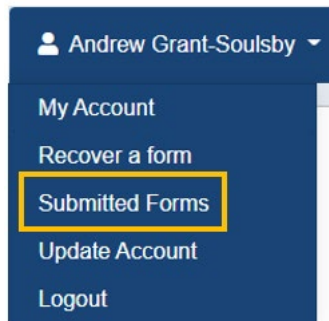 Andrew Grant-Soulsby
My Account
Recover a form
Submitted Forms
Update Account
Logout